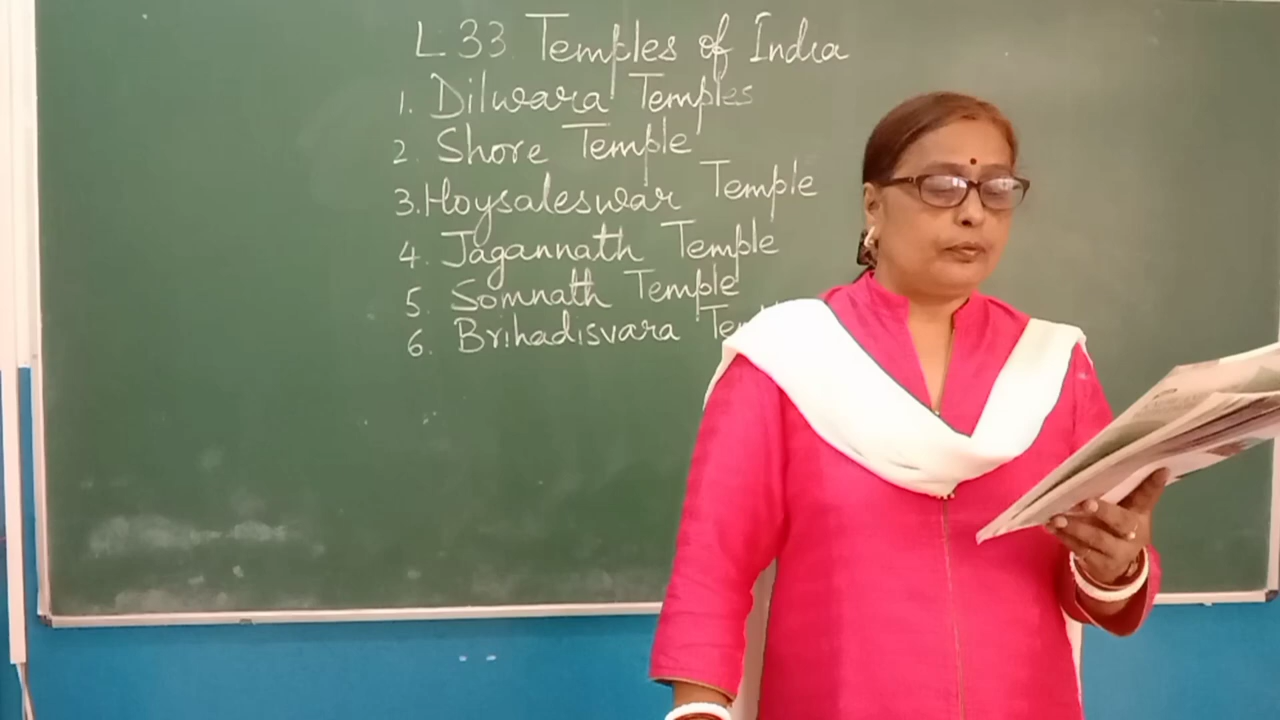 L 33 Temples of India
1. Dilwara Temples
2. Shore Temple
3. Hoysaleswar Temple
4. Jagannath Temple
5. Somnath Temple
6. Brihadisvara